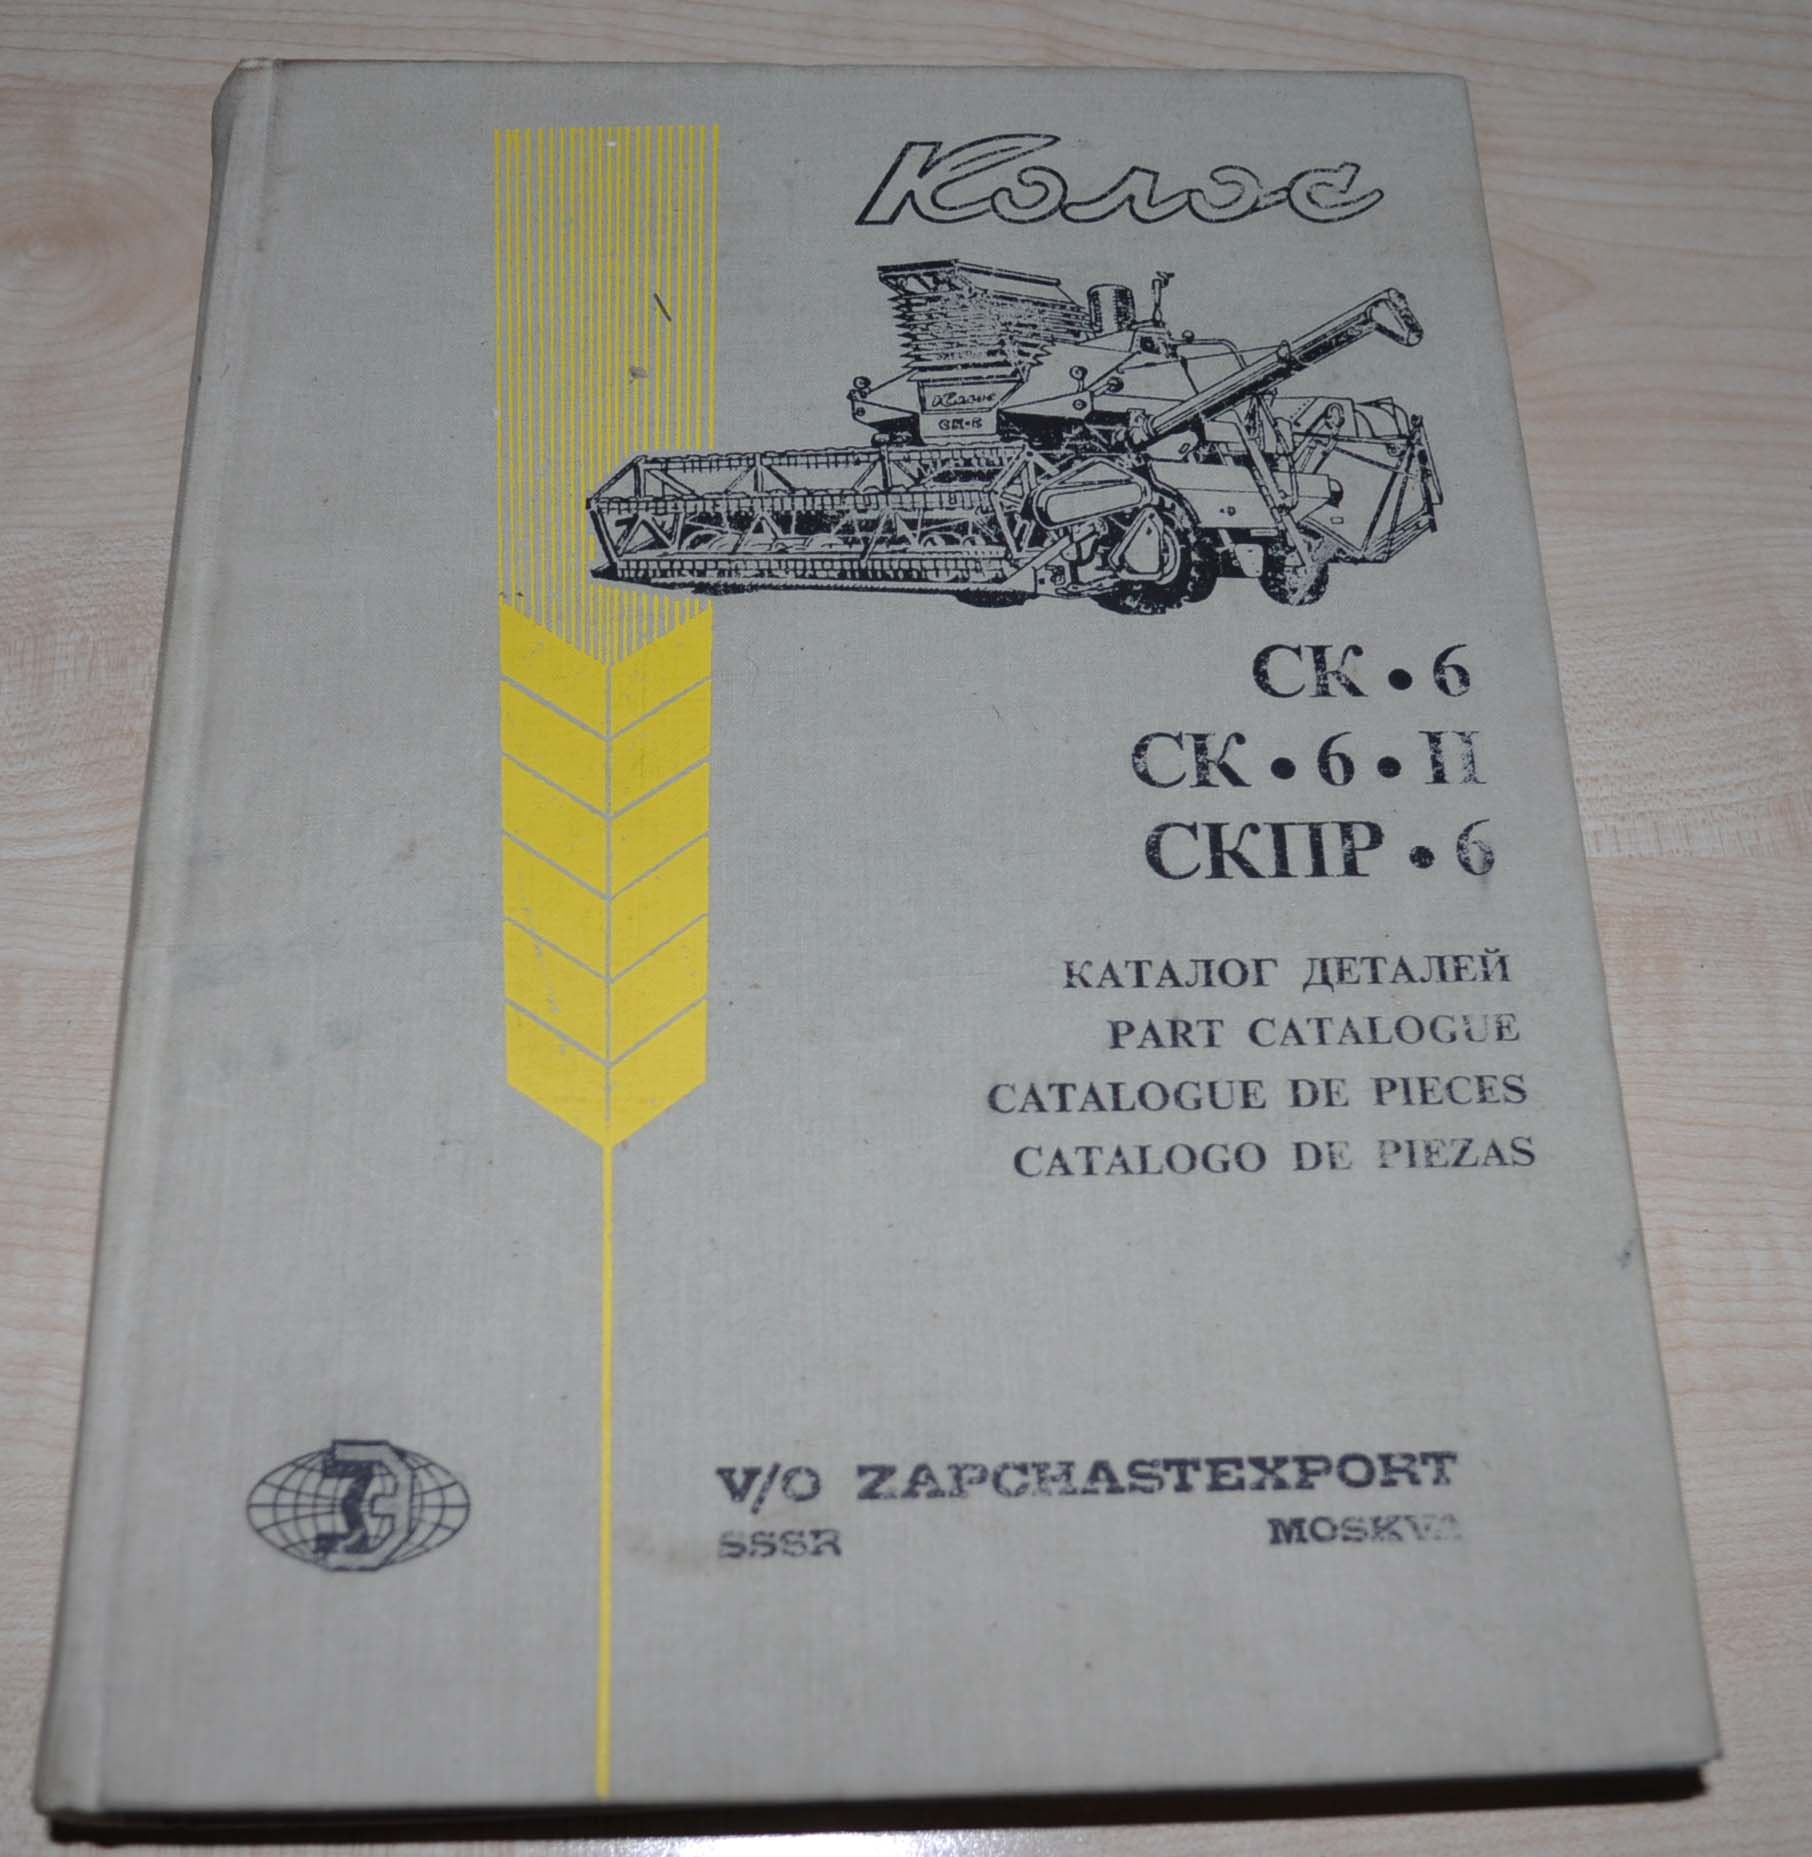 Колос
Колос
СК-6
СК • 6
СК • 6 • II
СКПР • 6
КАТАЛОГ ДЕТАЛЕЙ
PART CATALOGUE
CATALOGUE DE PIECES
CATALOGO DE PIEZAS
V/O ZAPCHASTEXPORT
SSSR MOSKVA